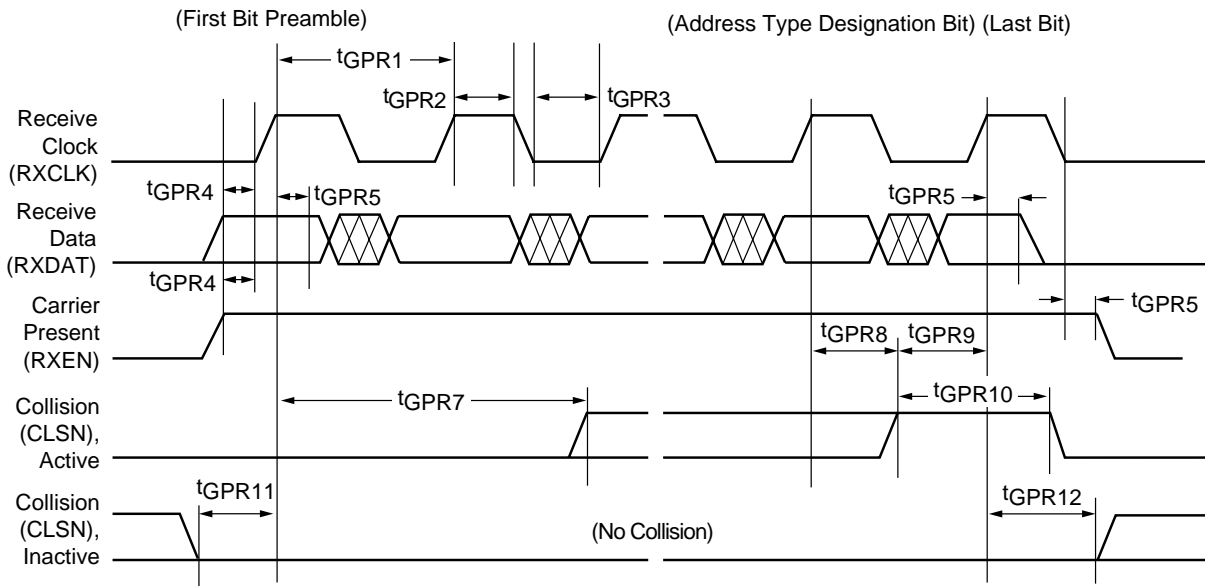 (First Bit Preamble)
(Address Type Designation Bit) (Last Bit)
tGPR1
tGPR2
tGPR3
Receive
Clock
(RXCLK)
tGPR4
tGPR5
tGPR5
Receive
Data
(RXDAT)
tGPR4
tGPR5
Carrier
Present
(RXEN)
tGPR8
tGPR9
tGPR7
tGPR10
Collision
(CLSN),
Active
tGPR11
tGPR12
Collision
(CLSN),
Inactive
(No Collision)